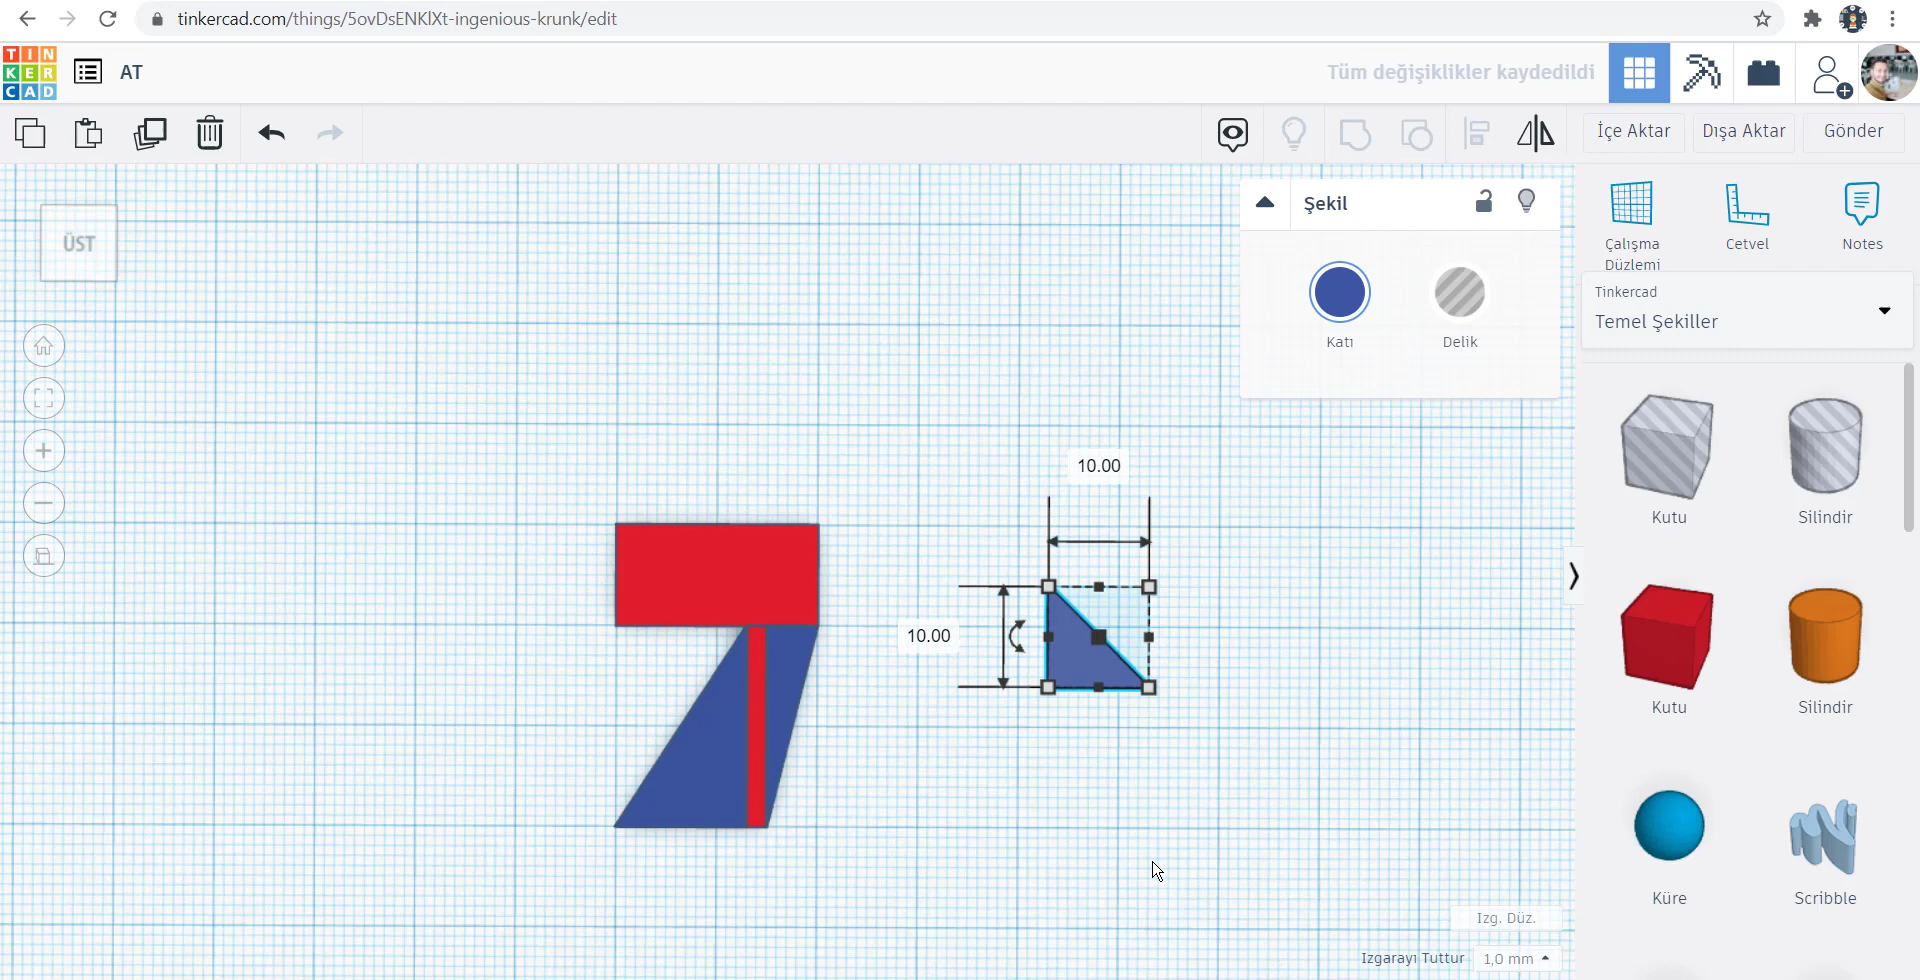 tinkercad.com/things/5ovDsENKlXt-ingenious-krunk/edit
TIN
KER
CAD
AT
Tüm değişiklikler kaydedildi
İçe Aktar
Dışa Aktar
Gönder
ÜST
Şekil
Katı
Delik
Çalışma
Düzlemi
Cetvel
Notes
Tinkercad
Temel Şekiller
10.00
10.00
Kutu
Silindir
Kutu
Silindir
Küre
Scribble
Izg. Düz.
Izgarayı Tuttur
1,0 mm